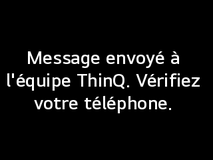 Message envoyé à
l'équipe ThinQ. Vérifiez
votre téléphone.